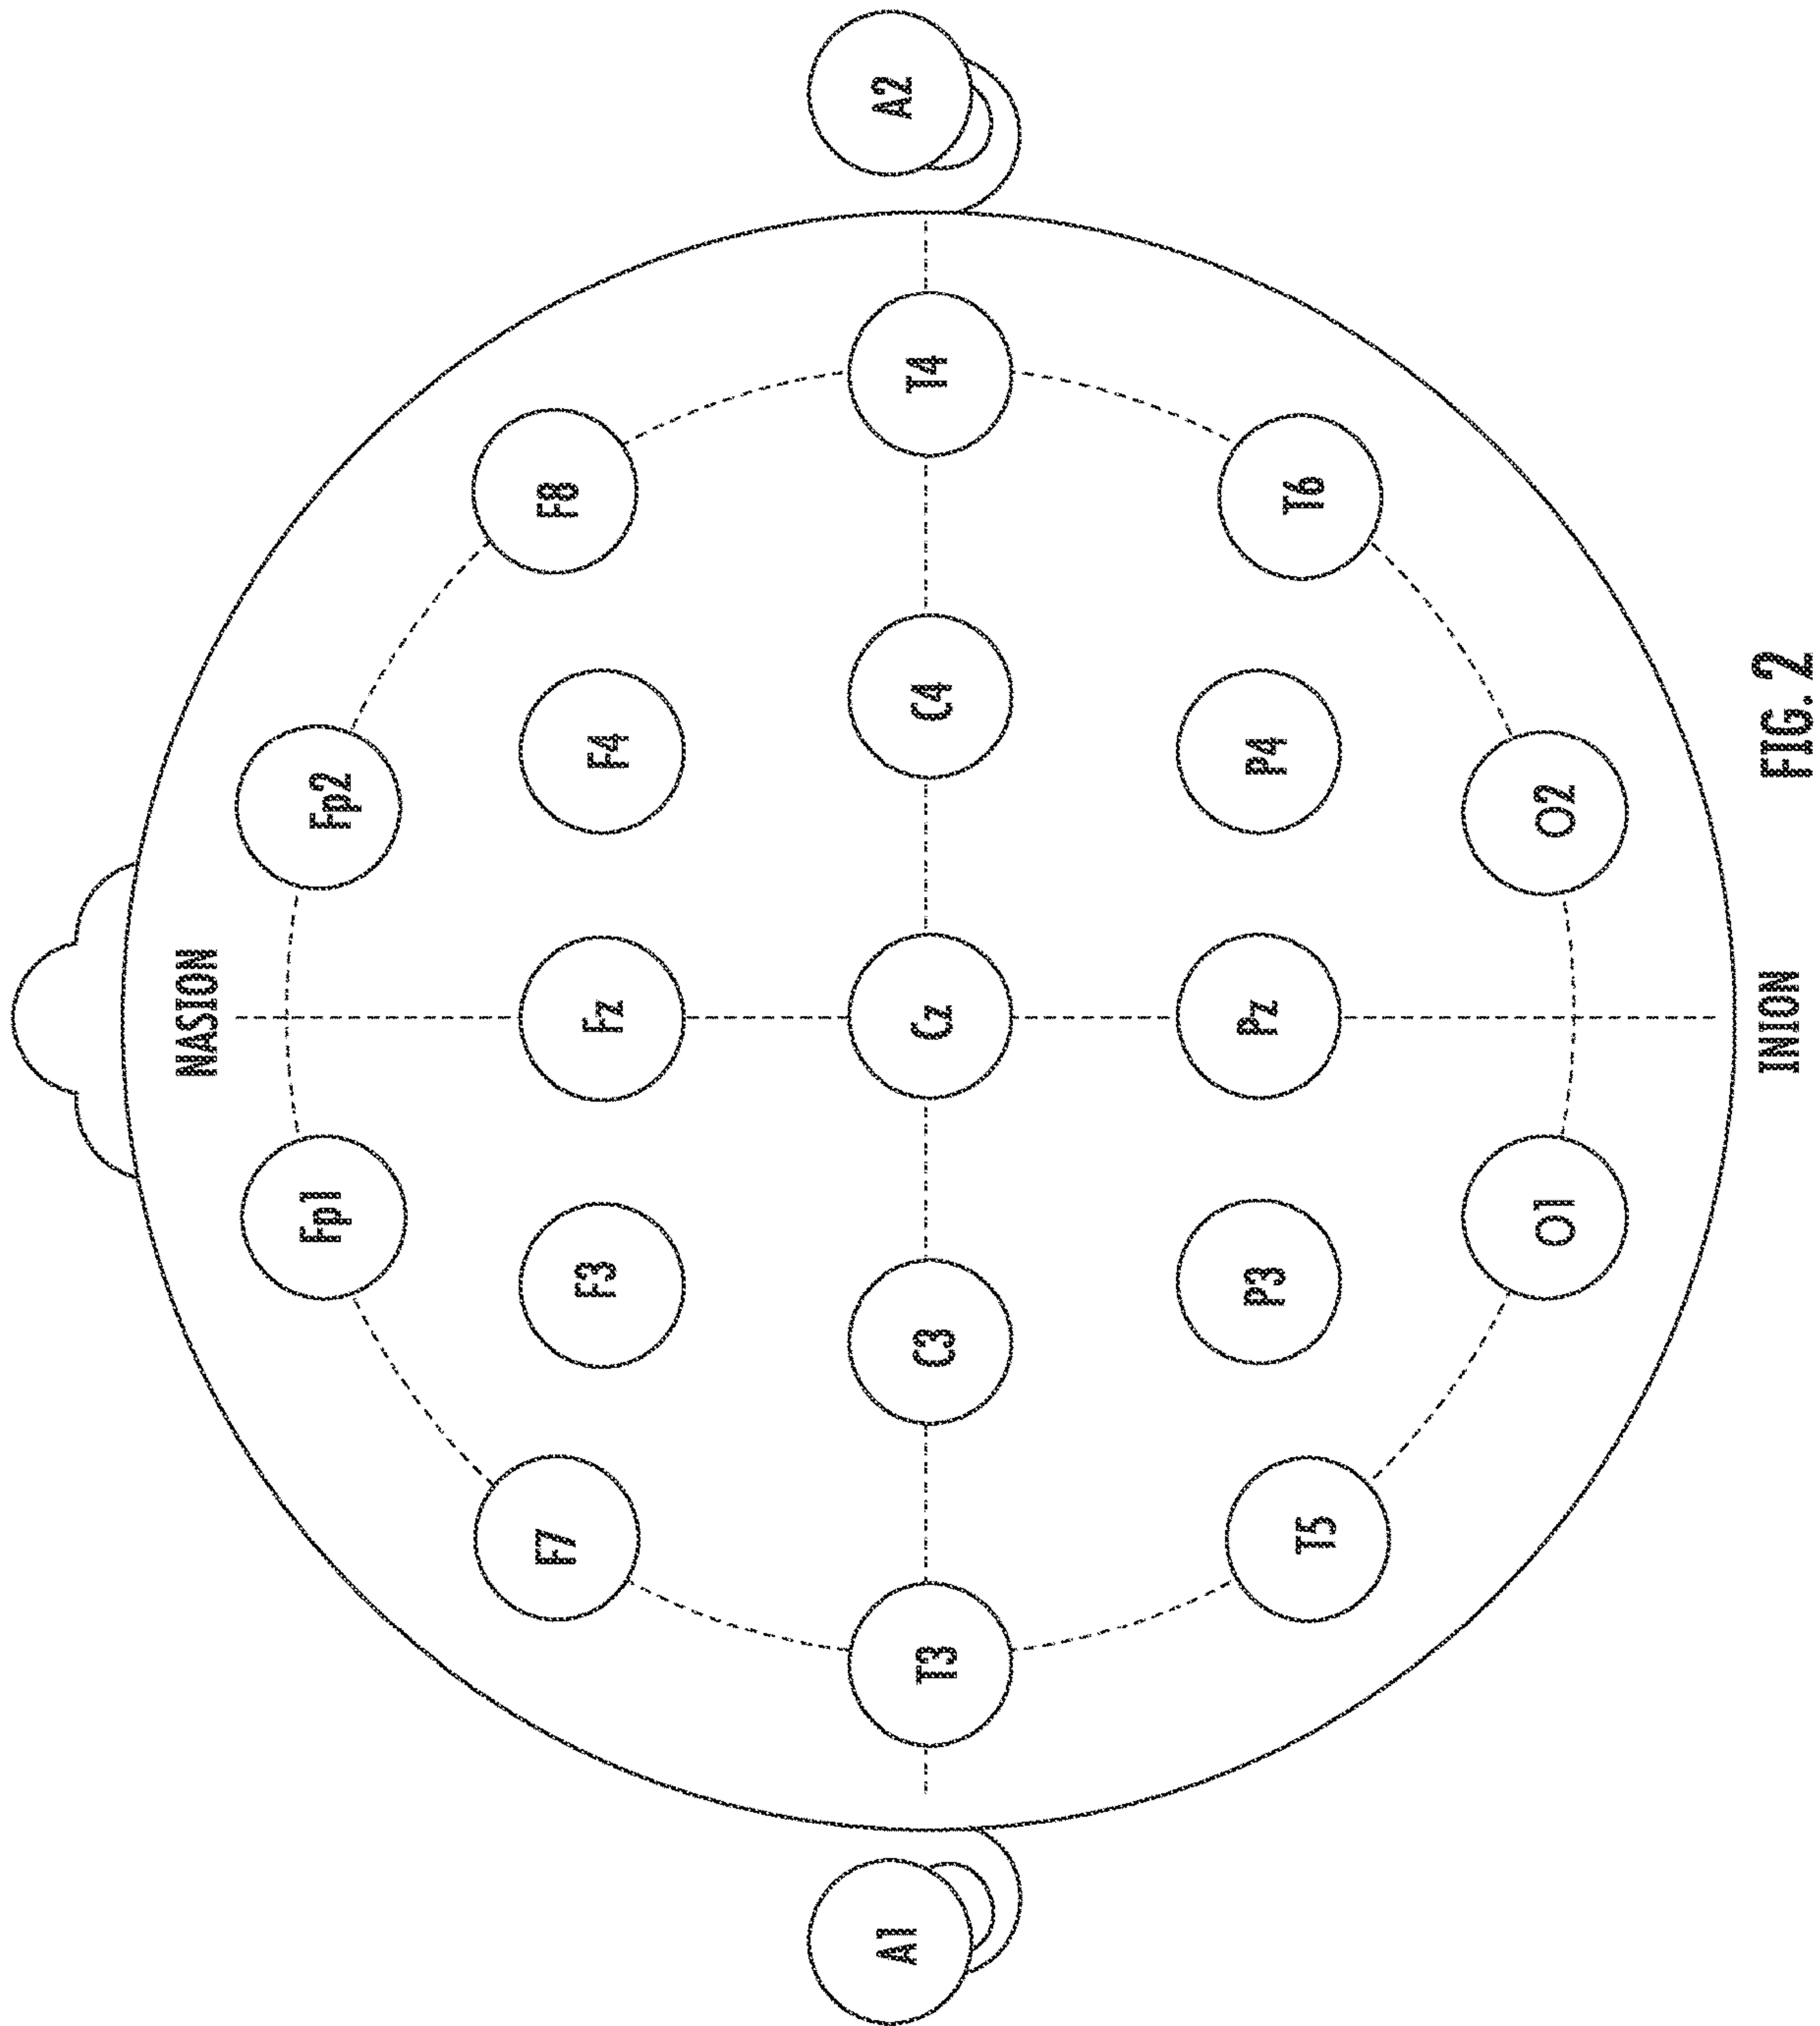 NASION
Fp1
Fp2
F7
F3
Fz
F4
F8
A1
T3
C3
Cz
C4
T4
A2
T5
P3
Pz
P4
T6
O1
O2
INION
FIG. 2